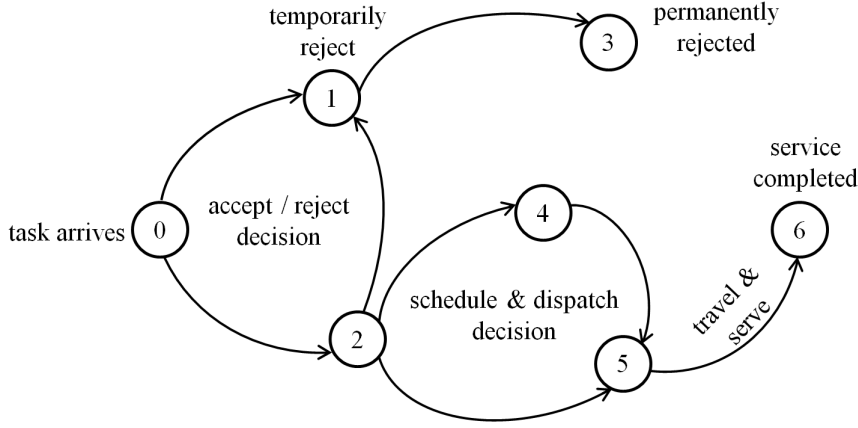 temporarily
reject
permanently
rejected
3
1
service
completed
accept / reject
decision
4
task arrives
0
6
schedule & dispatch
decision
travel &
serve
2
5